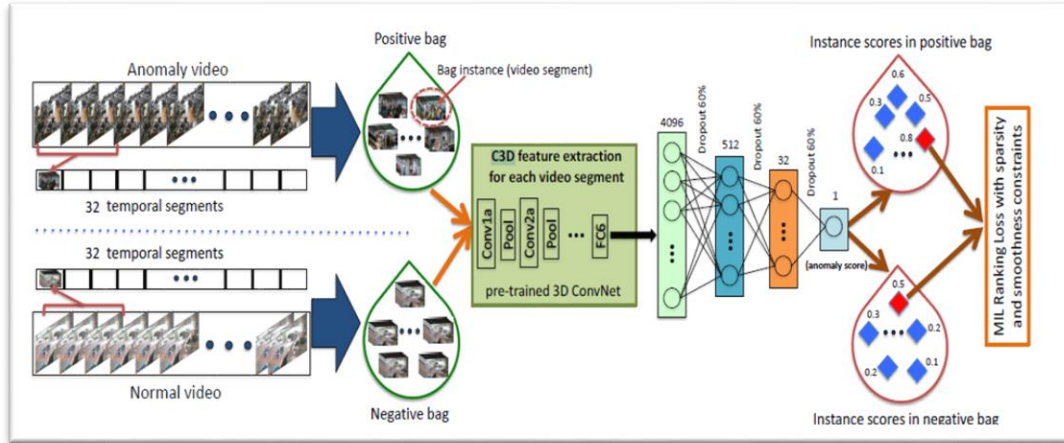 Anomaly video
32 temporal segments
32 temporal segments
Normal video
Positive bag
Bag instance (video segment)
Negative bag
C3D feature extraction
for each video segment
Conv1a
Pool
Conv2a
Pool
...
FC6
pre-trained 3D ConvNet
4096
Dropout 60%
512
Dropout 60%
32
Dropout 60%
1
(anomaly score)
Instance scores in positive bag
0.6
0.3
0.5
0.8
0.1
0.5
0.3
0.2
0.2
0.1
Instance scores in negative bag
MIL Ranking Loss with sparsity
and smoothness constraints